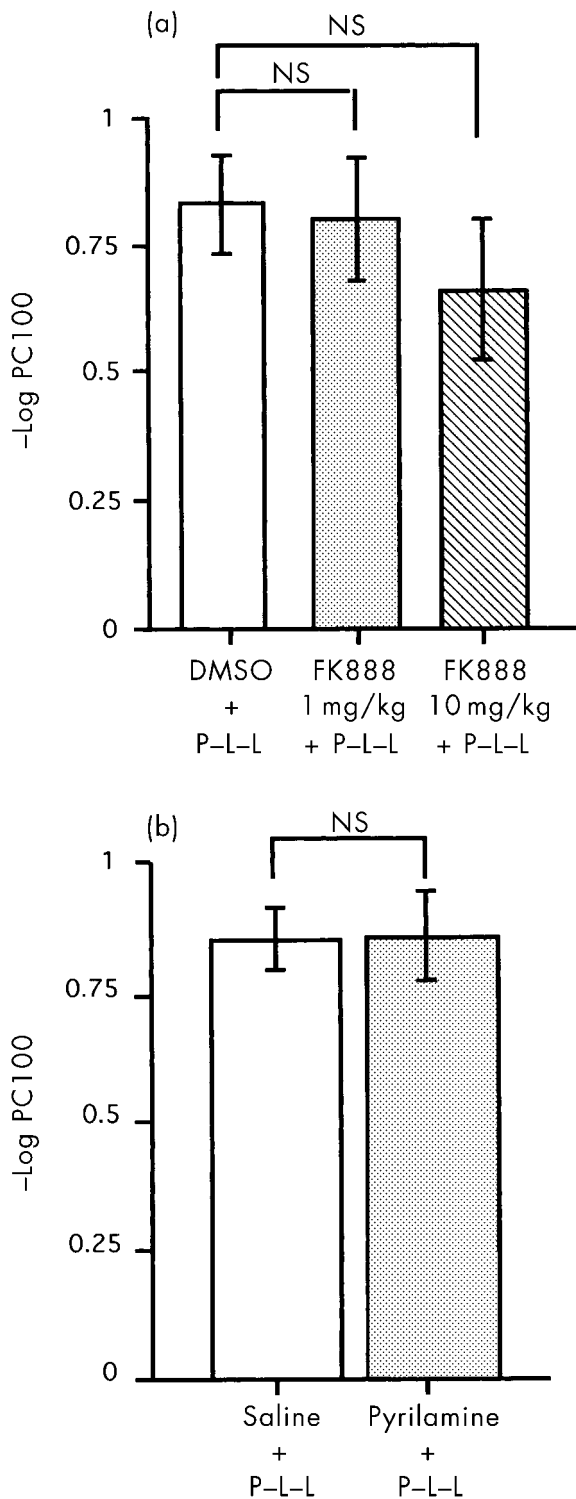 (a)
NS
NS
1
0.75
0.5
0.25
0
–Log PC100
DMSO + P–L–L
FK888 1 mg/kg + P–L–L
FK888 10 mg/kg + P–L–L
(b)
NS
1
0.75
0.5
0.25
0
–Log PC100
Saline + P–L–L
Pyrilamine + P–L–L